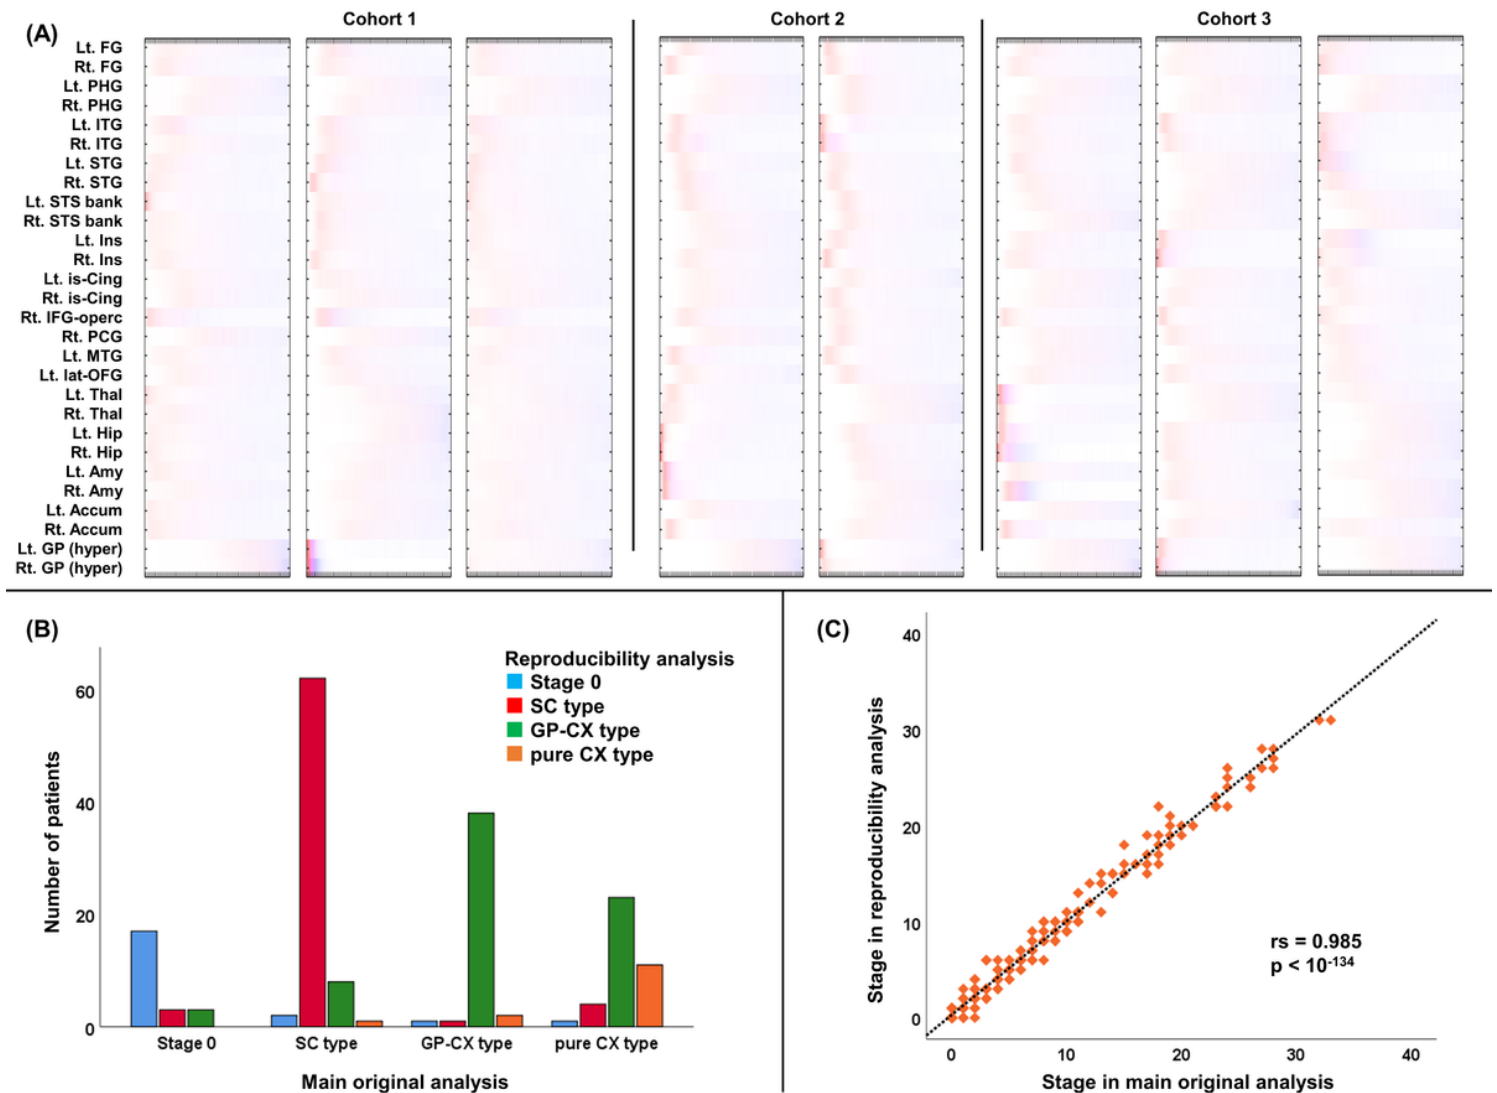 (A)
Cohort 1
Cohort 2
Cohort 3
Lt. FG
Rt. FG
Lt. PHG
Rt. PHG
Lt. ITG
Rt. ITG
Lt. STG
Rt. STG
Lt. STS bank
Rt. STS bank
Lt. Ins
Rt. Ins
Lt. is-Cing
Rt. is-Cing
Rt. IFG-operc
Rt. PCG
Lt. MTG
Lt. lat-OFG
Lt. Thal
Rt. Thal
Lt. Hip
Rt. Hip
Lt. Amy
Rt. Amy
Lt. Accum
Rt. Accum
Lt. GP (hyper)
Rt. GP (hyper)
(B)
Reproducibility analysis
Stage 0
SC type
GP-CX type
pure CX type
Number of patients
60
40
20
0
Stage 0
SC type
GP-CX type
pure CX type
Main original analysis
(C)
Stage in reproducibility analysis
40
30
20
10
0
rs = 0.985
p < 10^-134
0
10
20
30
40
Stage in main original analysis